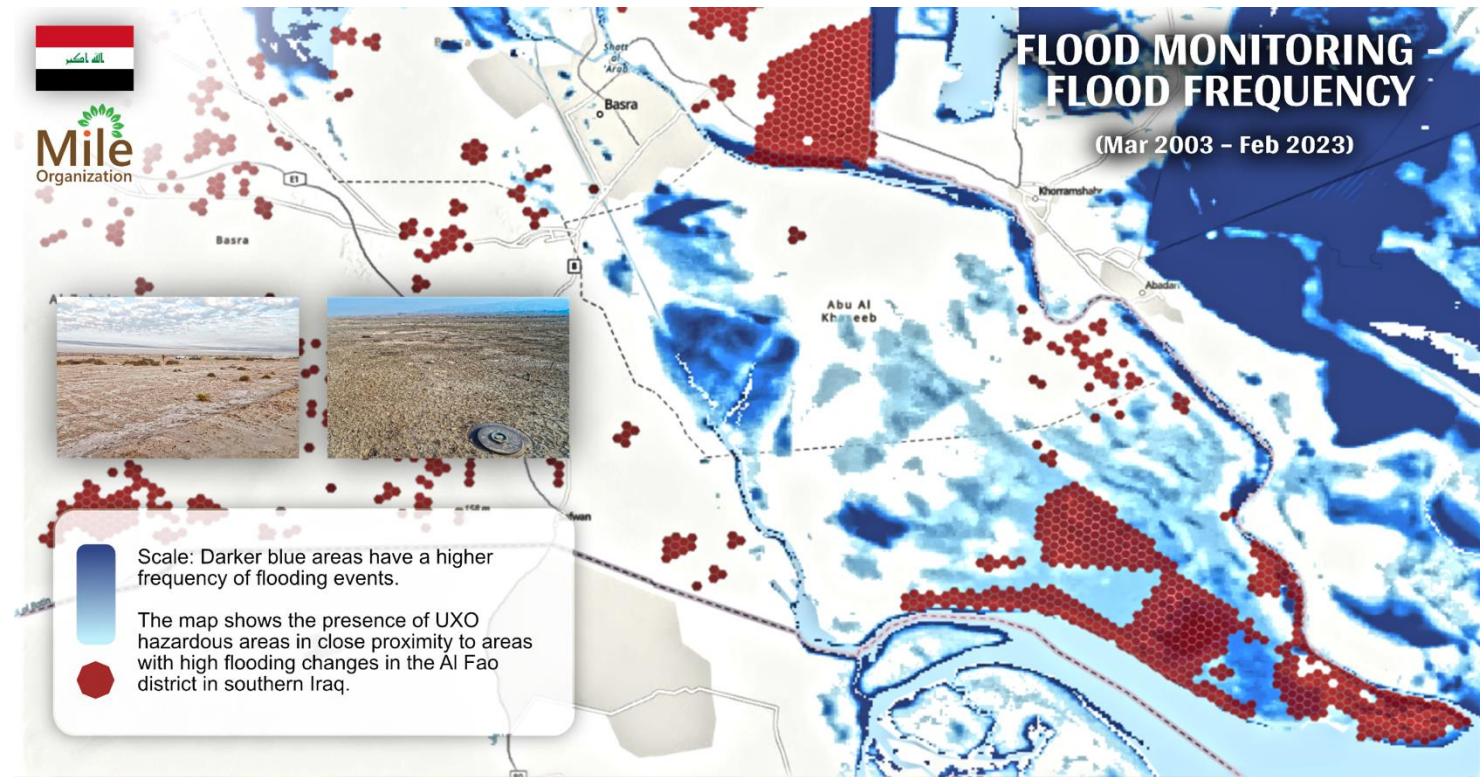 الله اكبر
Mile
Organization
FLOOD MONITORING -
FLOOD FREQUENCY
(Mar 2003 – Feb 2023)
Shatt
al
'Arab
Basra
Basra
E1
Basra
8
Khorramshahr
Abadan
Abu Al
Khaseeb
Scale: Darker blue areas have a higher
frequency of flooding events.
The map shows the presence of UXO
hazardous areas in close proximity to areas
with high flooding changes in the Al Fao
district in southern Iraq.